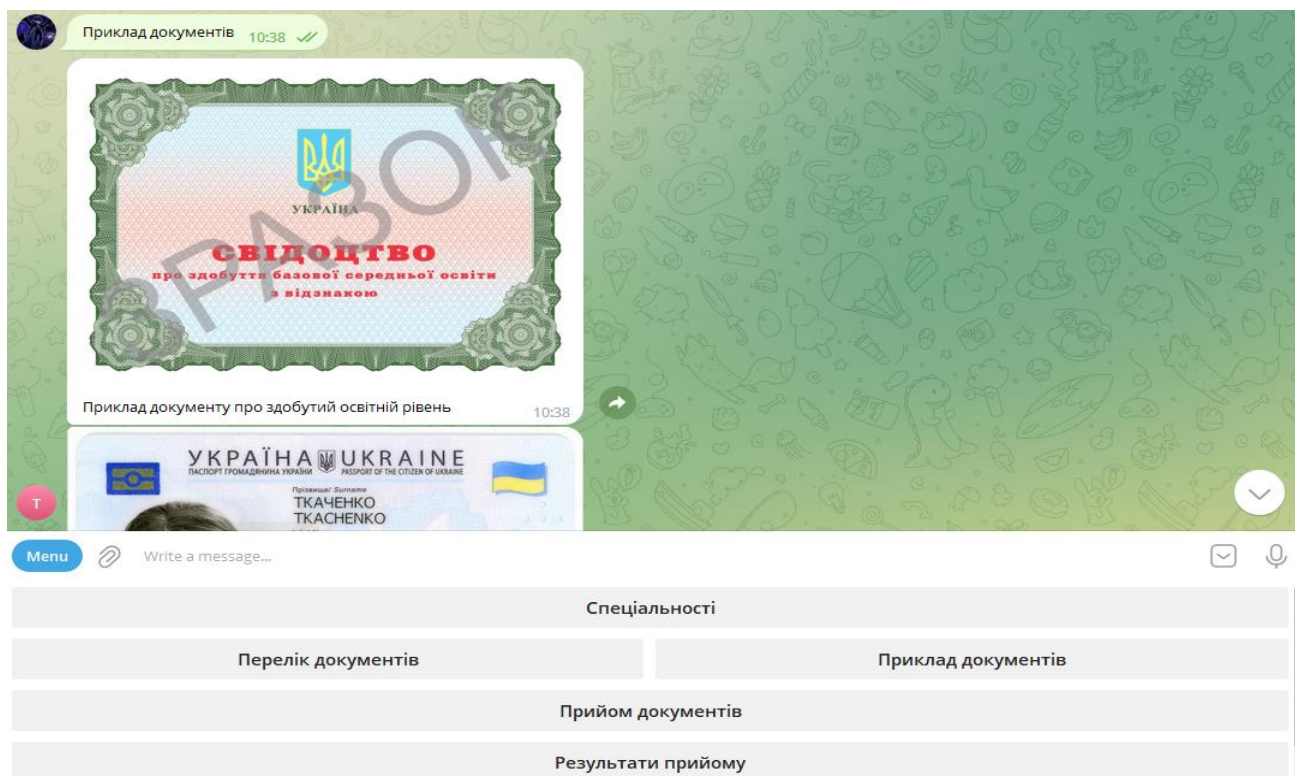 Приклад документів 10:38
УКРАЇНА
СВІДОЦТВО
про здобуття базової середньої освіти
з відзнакою
ЗРАЗОК
Приклад документу про здобутий освітній рівень 10:38
УКРАЇНА UKRAINE
ПАСПОРТ ГРОМАДЯНИНА УКРАЇНИ PASSPORT OF THE CITIZEN OF UKRAINE
Прізвище/ Surname
ТКАЧЕНКО
TKACHENKO
T
Menu Write a message...
Спеціальності
Перелік документів Приклад документів
Прийом документів
Результати прийому